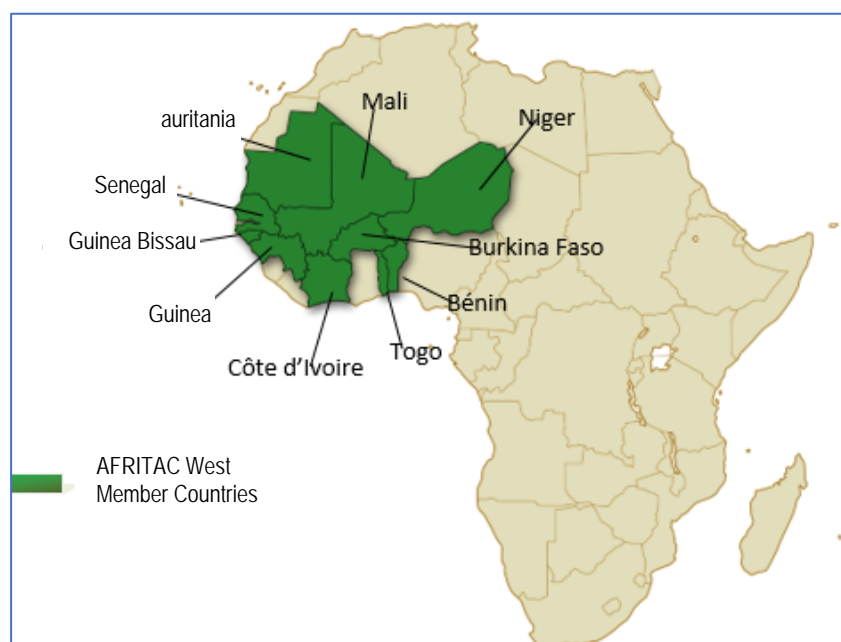 Mali
auritania
Niger
Senegal
Guinea Bissau
Burkina Faso
Bénin
Guinea
Togo
Côte d’Ivoire
AFRITAC West
Member Countries